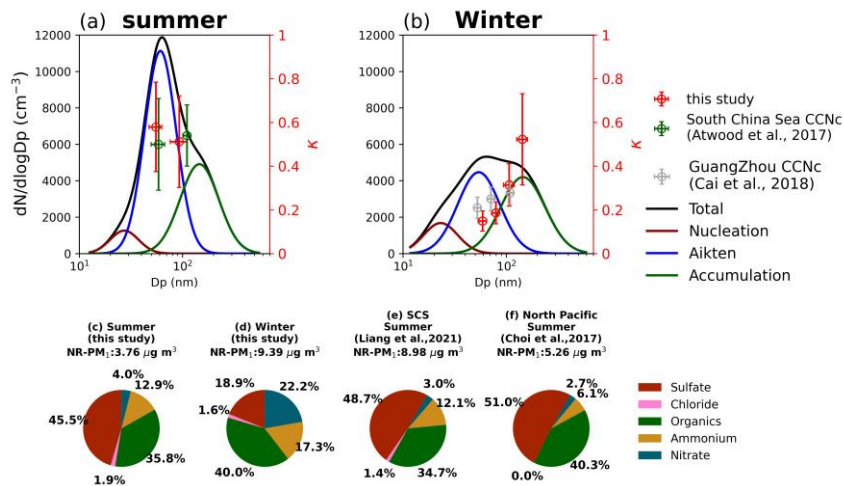 (a) summer
(b) Winter
12000
10000
8000
6000
4000
2000
0
dN/dlogDp (cm⁻³)
10¹
10²
Dp (nm)
1
0.8
0.6
0.4
0.2
0
κ
12000
10000
8000
6000
4000
2000
0
10¹
10²
Dp (nm)
1
0.8
0.6
0.4
0.2
0
κ
this study
South China Sea CCNc
(Atwood et al., 2017)
GuangZhou CCNc
(Cai et al., 2018)
Total
Nucleation
Aikten
Accumulation
(c) Summer
(this study)
NR-PM₁:3.76 μg m³
4.0%
12.9%
45.5%
35.8%
1.9%
(d) Winter
(this study)
NR-PM₁:9.39 μg m³
18.9%
22.2%
1.6%
17.3%
40.0%
(e) SCS
Summer
(Liang et al.,2021)
NR-PM₁:8.98 μg m³
48.7%
3.0%
12.1%
1.4%
34.7%
(f) North Pacific
Summer
(Choi et al.,2017)
NR-PM₁:5.26 μg m³
51.0%
2.7%
6.1%
0.0%
40.3%
Sulfate
Chloride
Organics
Ammonium
Nitrate